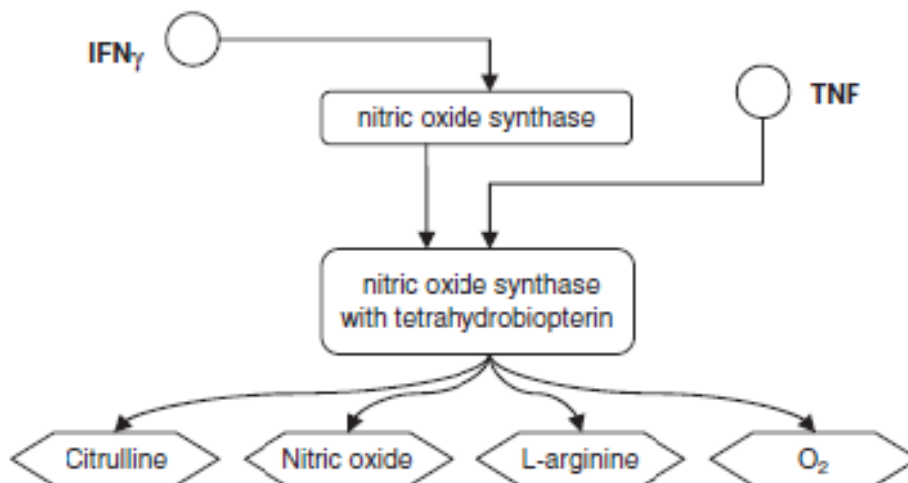 IFNγ
TNF
nitric oxide synthase
nitric oxide synthase
with tetrahydrobiopterin
Citrulline
Nitric oxide
L-arginine
O₂